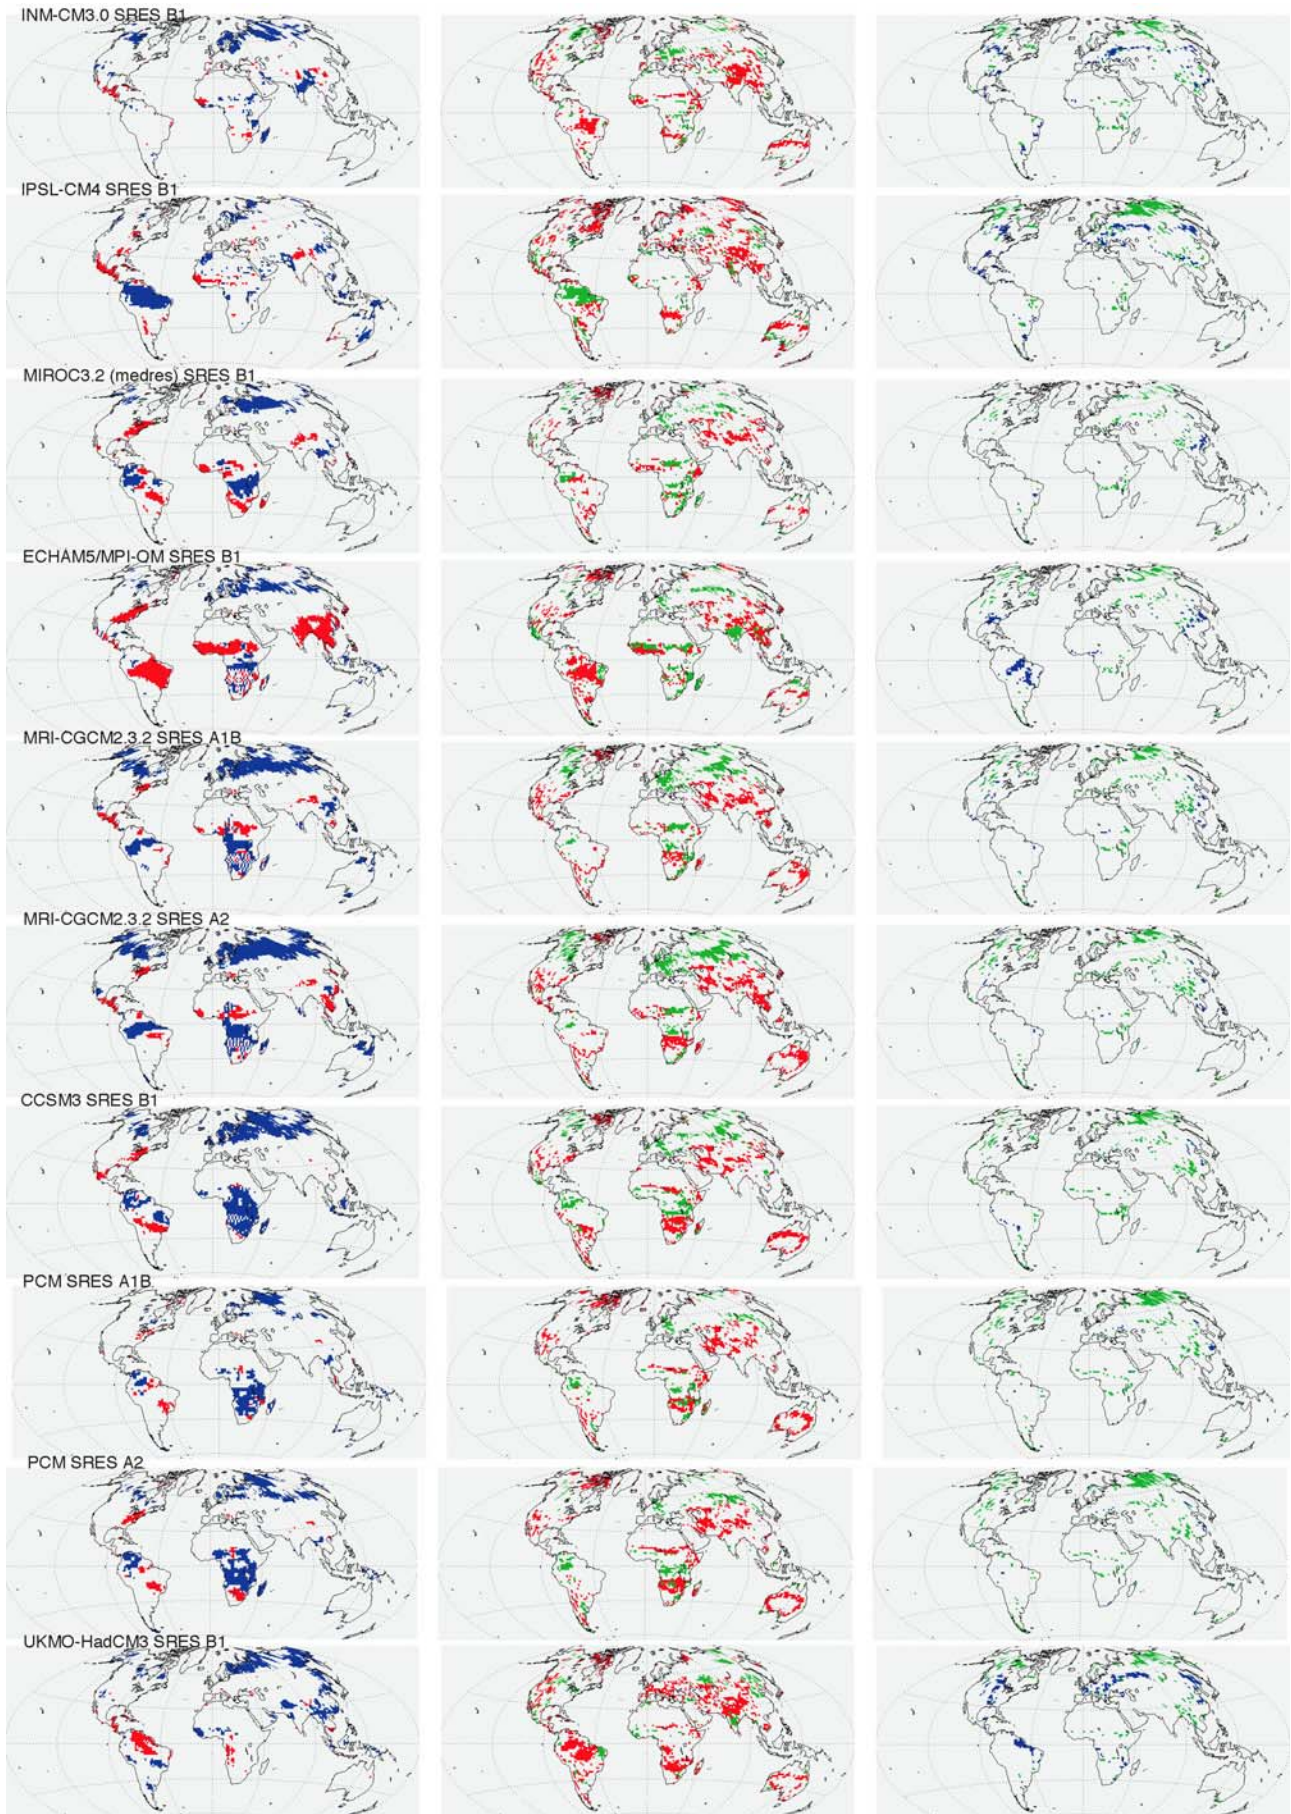 INM-CM3.0 SRES B1
IPSL-CM4 SRES B1
MIROC3.2 (medres) SRES B1
ECHAM5/MPI-OM SRES B1
MRI-CGCM2.3.2 SRES A1B
MRI-CGCM2.3.2 SRES A2
CCSM3 SRES B1
PCM SRES A1B
PCM SRES A2
UKMO-HadCM3 SRES B1